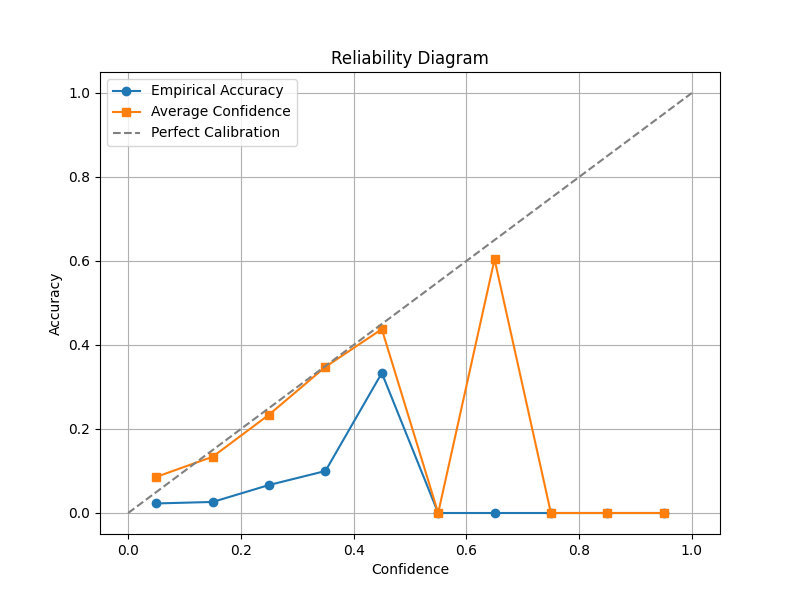 Reliability Diagram
Empirical Accuracy
Average Confidence
Perfect Calibration
Accuracy
1.0
0.8
0.6
0.4
0.2
0.0
0.0 0.2 0.4 0.6 0.8 1.0
Confidence